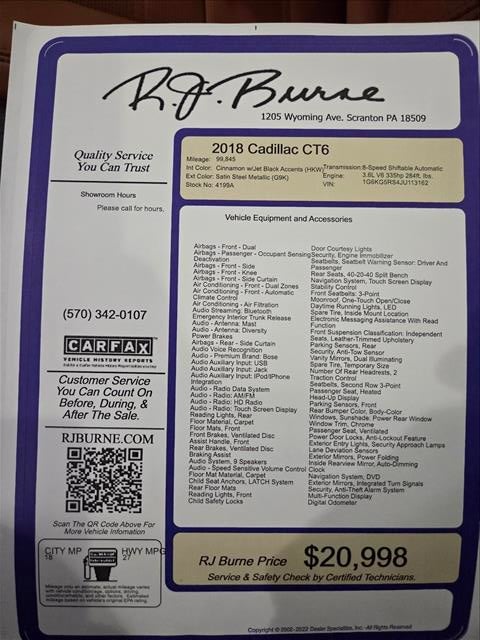 R.J. Burne
1205 Wyoming Ave. Scranton PA 18509
Quality Service
You Can Trust
Showroom Hours
Please call for hours.
(570) 342-0107
CARFAX
VEHICLE HISTORY REPORTS
Customer Service
You Can Count On
Before, During, &
After The Sale.
RJBURNE.COM
Scan The QR Code Above For
More Vehicle Infomation
CITY MP
18
HWY MPG
27
2018 Cadillac CT6
Mileage: 99,845
Int Color: Cinnamon w/Jet Black Accents (HKW)
Ext Color: Satin Steel Metallic (G9K)
Stock No: 4199A
Transmission: 8-Speed Shiftable Automatic
Engine: 3.6L V6 335hp 284ft. lbs.
VIN: 1G6KG5RS4JU113162
Vehicle Equipment and Accessories
Airbags - Front - Dual
Airbags - Passenger - Occupant Sensing
Deactivation
Airbags - Front - Side
Airbags - Front - Knee
Airbags - Front - Side Curtain
Air Conditioning - Front - Dual Zones
Air Conditioning - Front - Automatic
Climate Control
Air Conditioning - Air Filtration
Audio Streaming: Bluetooth
Emergency Interior Trunk Release
Audio - Antenna: Mast
Audio - Antenna: Diversity
Power Brakes
Airbags - Rear - Side Curtain
Audio Voice Recognition
Audio - Premium Brand: Bose
Audio Auxiliary Input: USB
Audio Auxiliary Input: Jack
Audio Auxiliary Input: IPod/IPhone
Integration
Audio - Radio Data System
Audio - Radio: AM/FM
Audio - Radio: HD Radio
Audio - Radio: Touch Screen Display
Reading Lights, Rear
Floor Material, Carpet
Floor Mats, Front
Front Brakes, Ventilated Disc
Assist Handle, Front
Rear Brakes, Ventilated Disc
Braking Assist
Audio System, 9 Speakers
Audio - Speed Sensitive Volume Control
Floor Mat Material, Carpet
Child Seat Anchors, LATCH System
Rear Floor Mats
Reading Lights, Front
Child Safety Locks
Door Courtesy Lights
Security, Engine Immobilizer
Seatbelts, Seatbelt Warning Sensor: Driver And
Passenger
Rear Seats, 40-20-40 Split Bench
Navigation System, Touch Screen Display
Stability Control
Front Seatbelts: 3-Point
Moonroof, One-Touch Open/Close
Daytime Running Lights, LED
Spare Tire, Inside Mount Location
Electronic Messaging Assistance With Read
Function
Front Suspension Classification: Independent
Seats, Leather-Trimmed Upholstery
Parking Sensors, Rear
Security, Anti-Tow Sensor
Vanity Mirrors, Dual Illuminating
Spare Tire, Temporary Size
Number Of Rear Headrests, 2
Traction Control
Seatbelts, Second Row 3-Point
Passenger Seat, Heated
Head-Up Display
Parking Sensors, Front
Rear Bumper Color, Body-Color
Windows, Sunshade, Power Rear Window
Window Trim, Chrome
Passenger Seat, Ventilated
Power Door Locks, Anti-Lockout Feature
Exterior Entry Lights, Security Approach Lamps
Lane Deviation Sensors
Exterior Mirrors, Power Folding
Inside Rearview Mirror, Auto-Dimming
Clock
Navigation System, DVD
Exterior Mirrors, Integrated Turn Signals
Security, Anti-Theft Alarm System
Multi-Function Display
Digital Odometer
RJ Burne Price $20,998
Service & Safety Check by Certified Technicians.
Copyright © 2002-2022 Dealer Specialties, Inc - All Rights Reserved